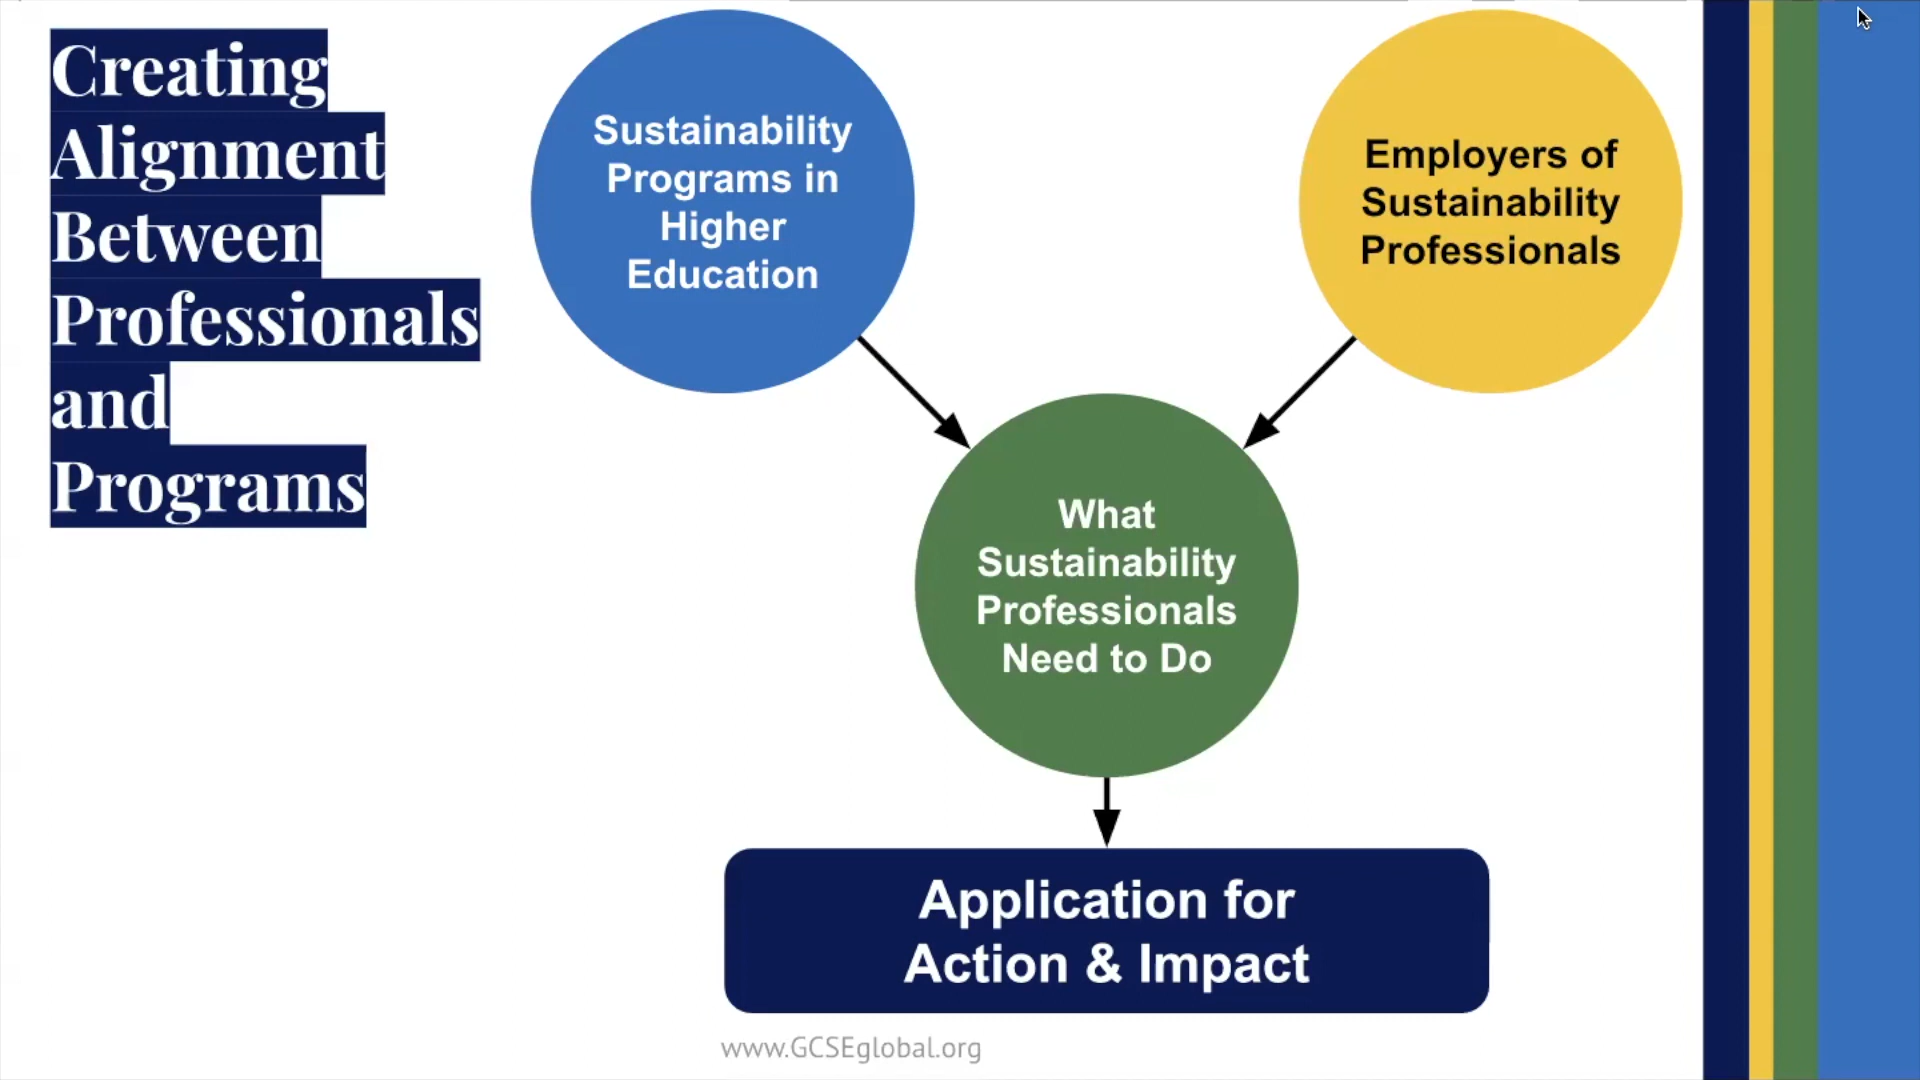 Creating
Alignment
Between
Professionals
and
Programs
Sustainability
Programs in
Higher
Education
Employers of
Sustainability
Professionals
What
Sustainability
Professionals
Need to Do
Application for
Action & Impact
www.GCSEglobal.org